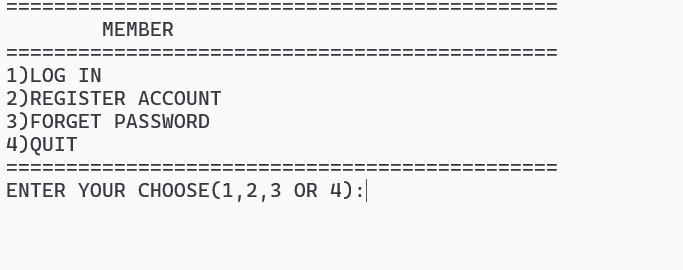 ==============================================
        MEMBER
==============================================
1)LOG IN
2)REGISTER ACCOUNT
3)FORGET PASSWORD
4)QUIT
==============================================
ENTER YOUR CHOOSE(1,2,3 OR 4):